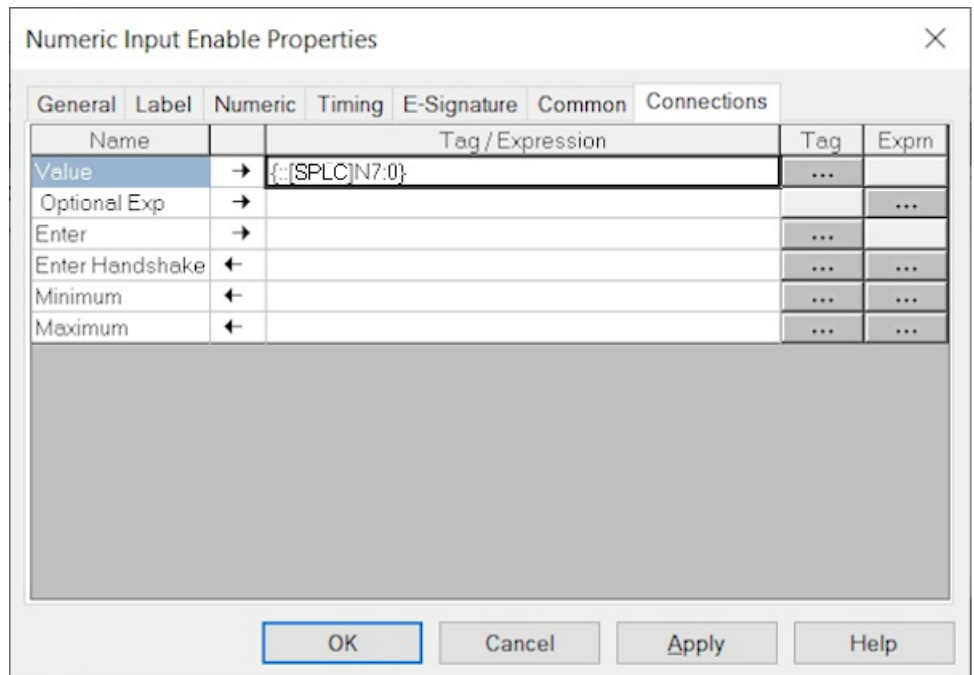 Numeric Input Enable Properties
General Label Numeric Timing E-Signature Common Connections
Name Tag / Expression Tag Exprn
Value → {::[SPLC]N7:0} ...
Optional Exp → ...
Enter → ...
Enter Handshake ← ... ...
Minimum ← ... ...
Maximum ← ... ...
OK Cancel Apply Help